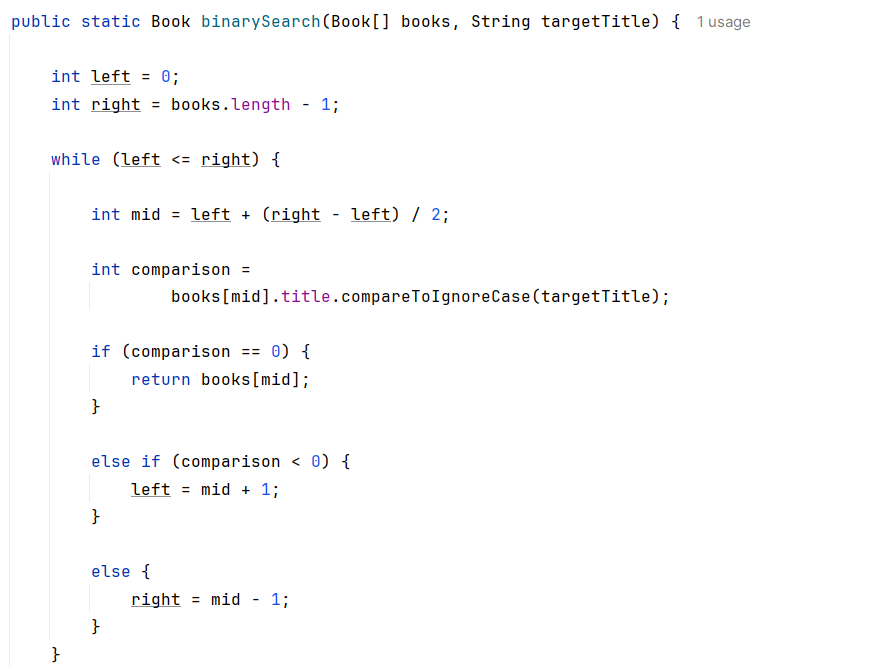 public static Book binarySearch(Book[] books, String targetTitle) { 1 usage
int left = 0;
int right = books.length - 1;
while (left <= right) {
int mid = left + (right - left) / 2;
int comparison =
books[mid].title.compareToIgnoreCase(targetTitle);
if (comparison == 0) {
return books[mid];
}
else if (comparison < 0) {
left = mid + 1;
}
else {
right = mid - 1;
}
}